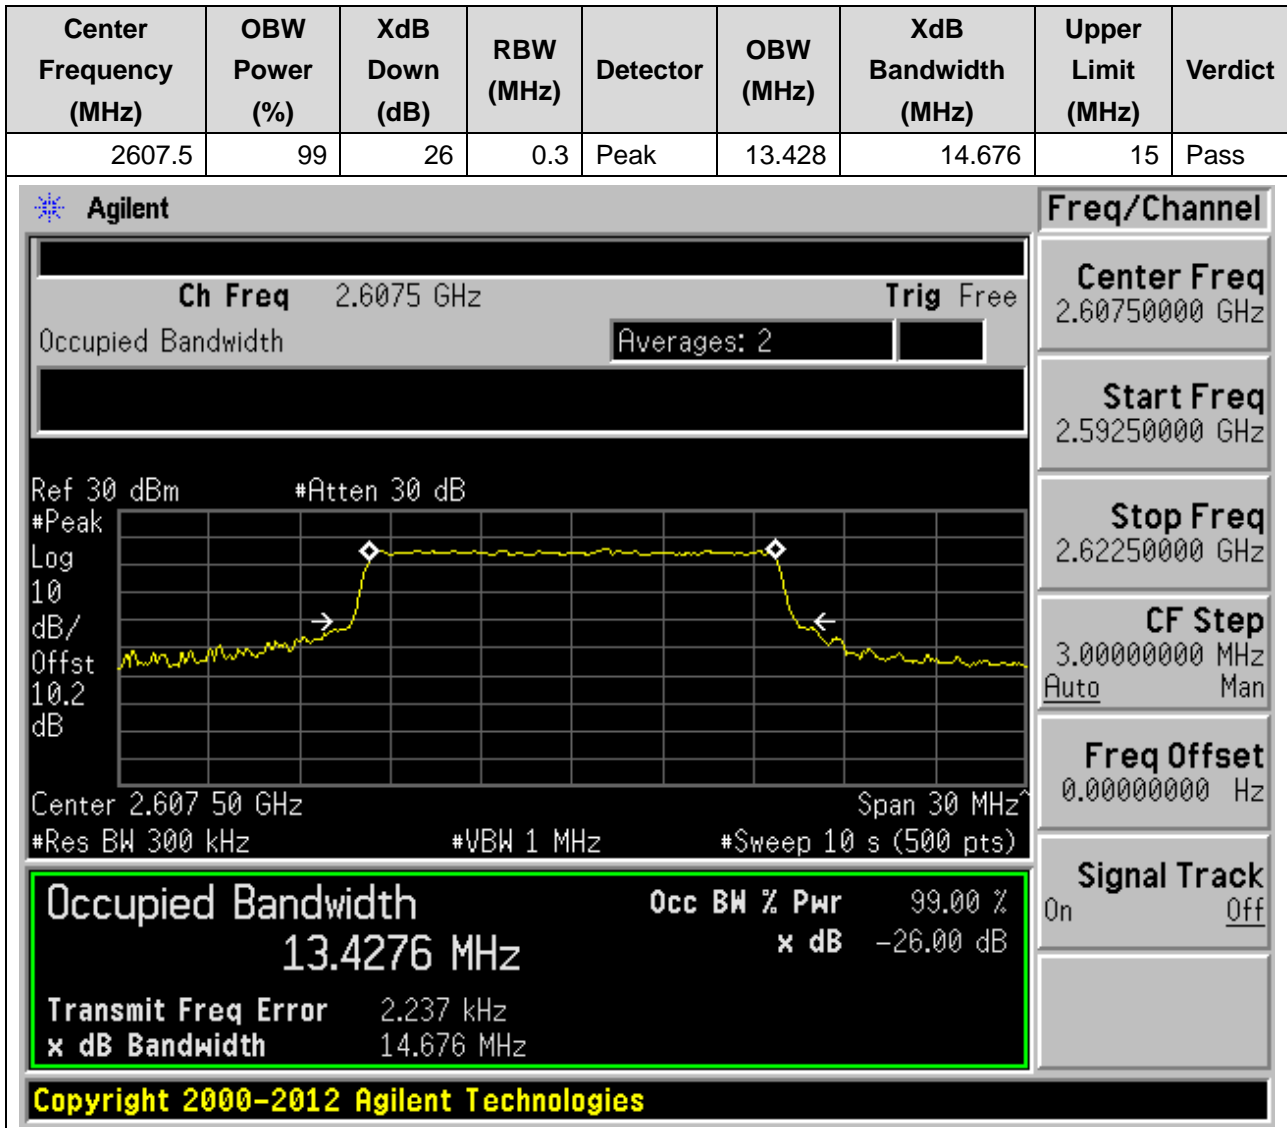 Center Frequency (MHz) OBW Power (%) XdB Down (dB) RBW (MHz) Detector OBW (MHz) XdB Bandwidth (MHz) Upper Limit (MHz) Verdict
2607.5 99 26 0.3 Peak 13.428 14.676 15 Pass
Agilent
Freq/Channel
Ch Freq 2.6075 GHz Trig Free
Occupied Bandwidth Averages: 2
Center Freq
2.60750000 GHz
Start Freq
2.59250000 GHz
Stop Freq
2.62250000 GHz
CF Step
3.00000000 MHz
Auto Man
Freq Offset
0.00000000 Hz
Signal Track
On Off
Ref 30 dBm #Atten 30 dB
#Peak
Log
10
dB/
Offst
10.2
dB
Center 2.607 50 GHz Span 30 MHz^
#Res BW 300 kHz #VBW 1 MHz #Sweep 10 s (500 pts)
Occupied Bandwidth Occ BW % Pwr 99.00 %
13.4276 MHz x dB -26.00 dB
Transmit Freq Error 2.237 kHz
x dB Bandwidth 14.676 MHz
Copyright 2000-2012 Agilent Technologies